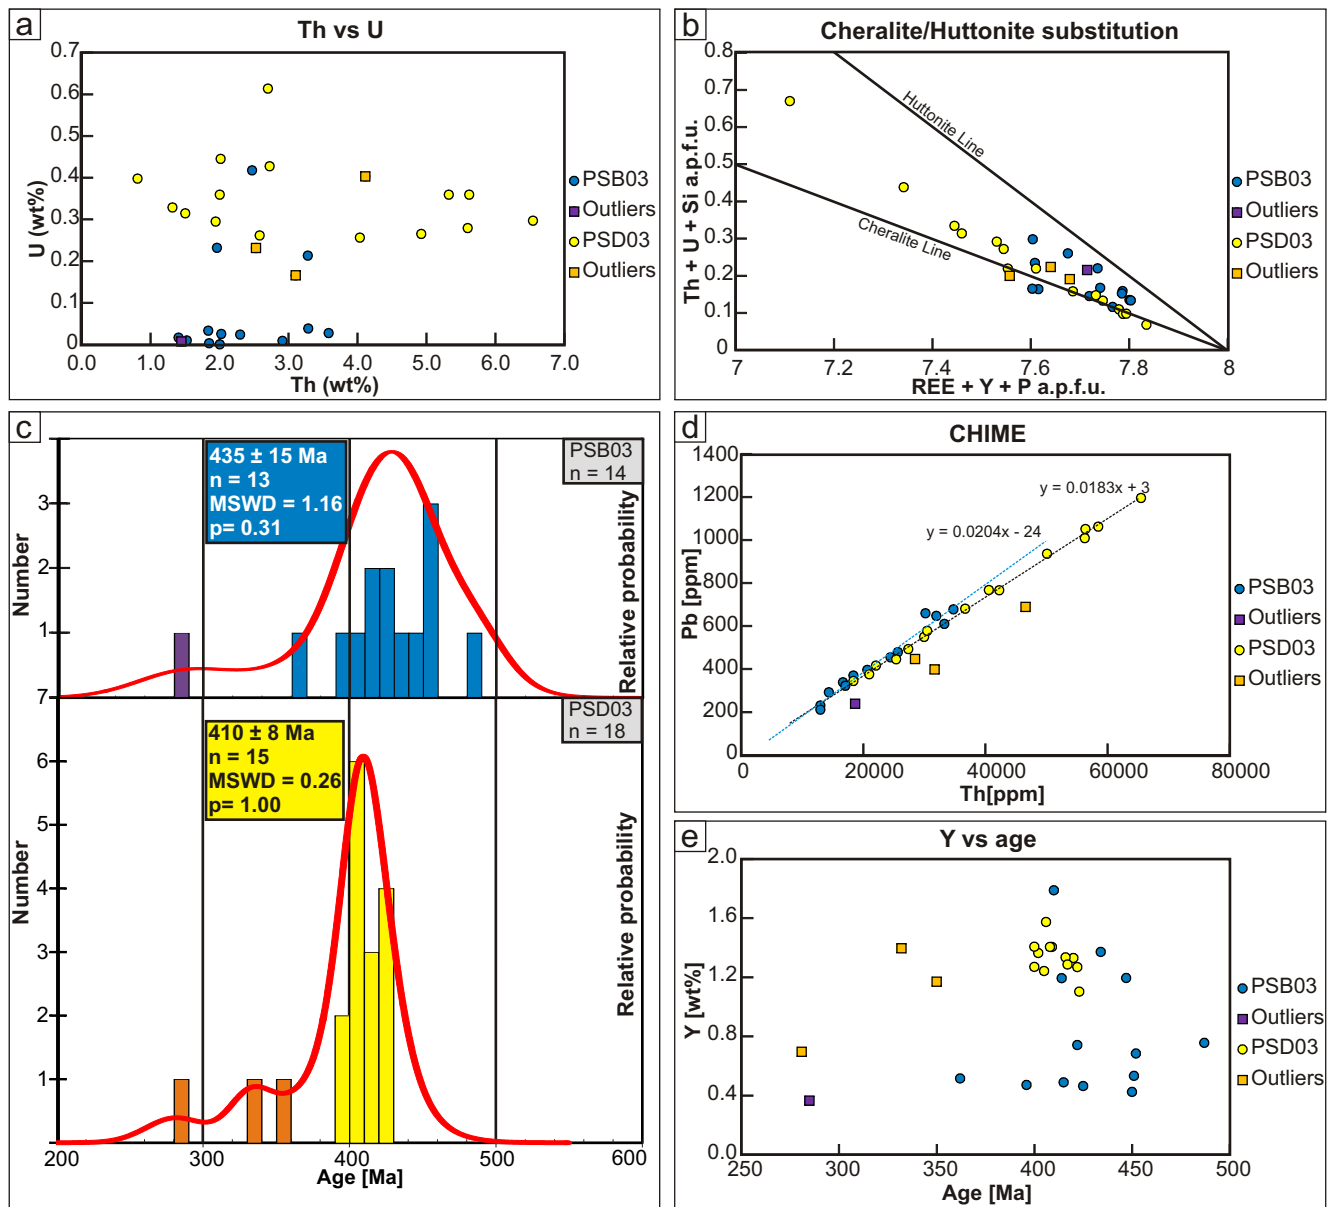 a
Th vs U
0.7
0.6
0.5
0.4
0.3
0.2
0.1
0
U (wt%)
0.0 1.0 2.0 3.0 4.0 5.0 6.0 7.0
Th (wt%)
PSB03
Outliers
PSD03
Outliers
b
Cheralite/Huttonite substitution
0.8
0.7
0.6
0.5
0.4
0.3
0.2
0.1
0
Th + U + Si a.p.f.u.
Huttonite Line
Cheralite Line
7 7.2 7.4 7.6 7.8 8
REE + Y + P a.p.f.u.
PSB03
Outliers
PSD03
Outliers
c
435 ± 15 Ma
n = 13
MSWD = 1.16
p= 0.31
PSB03
n = 14
3
2
1
Number
Relative probability
7
410 ± 8 Ma
n = 15
MSWD = 0.26
p= 1.00
PSD03
n = 18
6
5
4
3
2
1
Number
Relative probability
200 300 400 500 600
Age [Ma]
d
CHIME
1400
1200
1000
800
600
400
200
0
Pb [ppm]
y = 0.0183x + 3
y = 0.0204x - 24
0 20000 40000 60000 80000
Th[ppm]
PSB03
Outliers
PSD03
Outliers
e
Y vs age
2.0
1.6
1.2
0.8
0.4
0.0
Y [wt%]
250 300 350 400 450 500
Age [Ma]
PSB03
Outliers
PSD03
Outliers